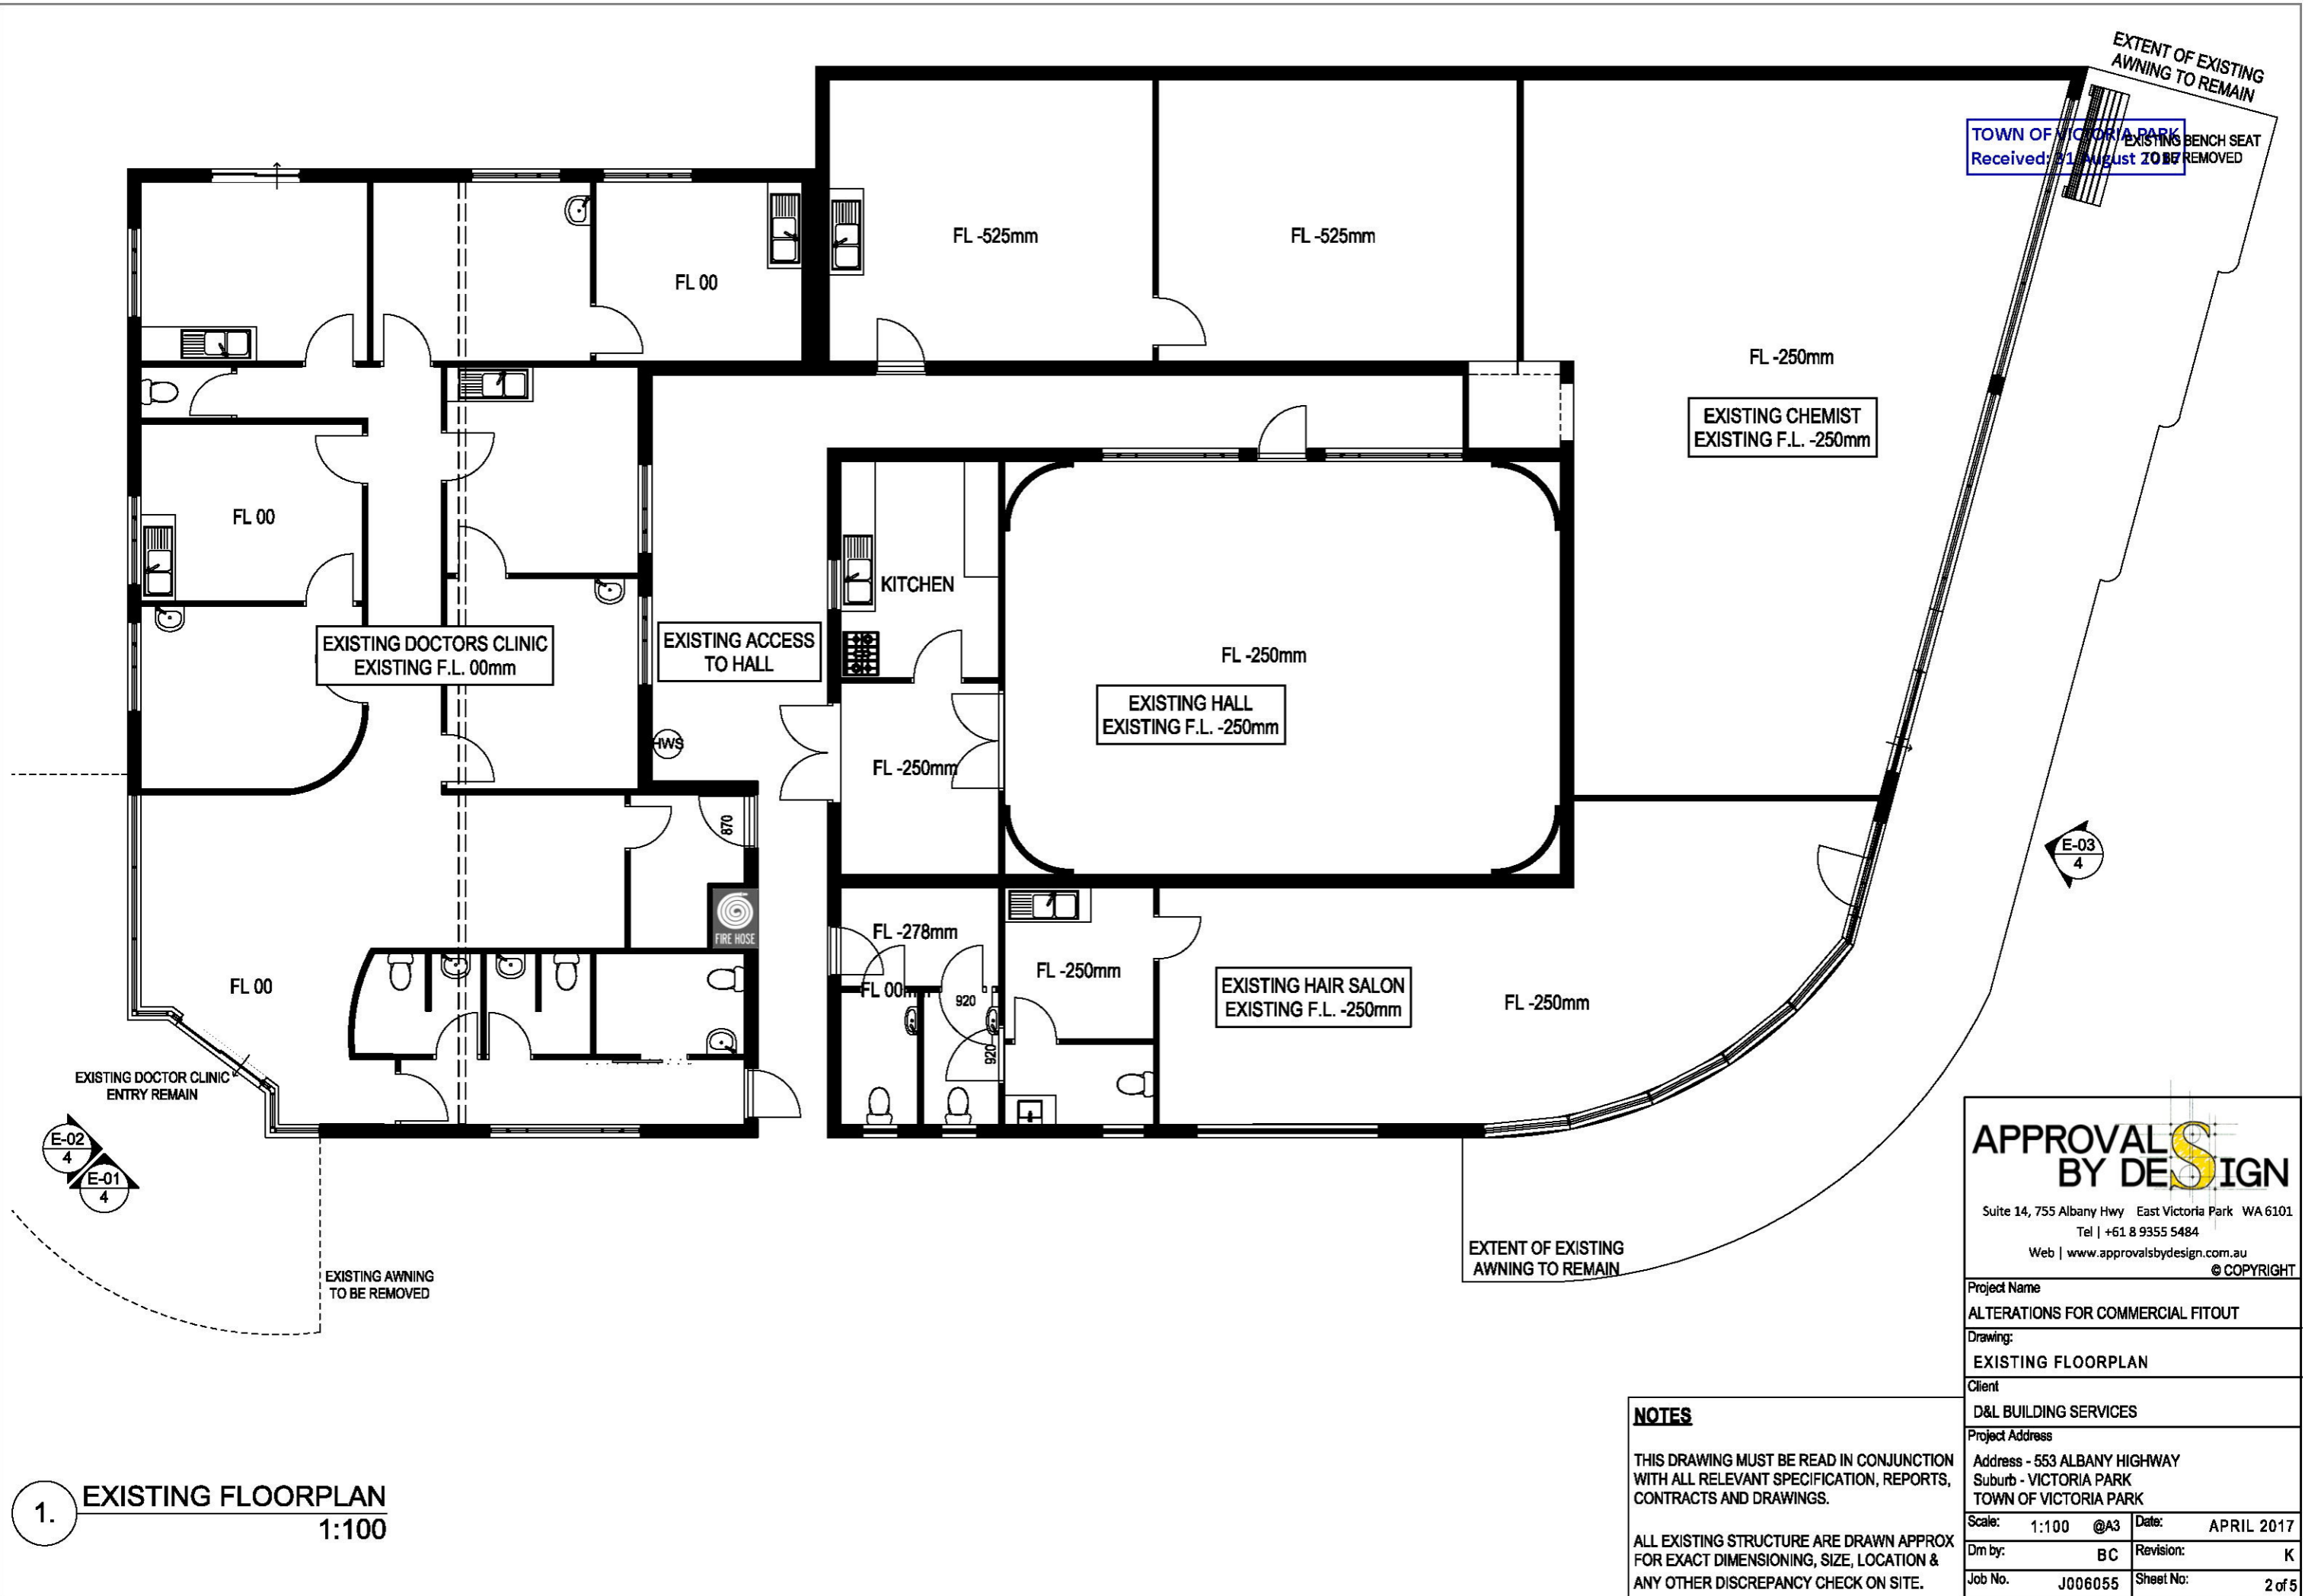 EXTENT OF EXISTING
AWNING TO REMAIN
TOWN OF VICTORIA PARK
Received: 31 August 2017
EXISTING BENCH SEAT
TO BE REMOVED
FL -525mm
FL -525mm
FL 00
FL -250mm
EXISTING CHEMIST
EXISTING F.L. -250mm
FL 00
KITCHEN
EXISTING DOCTORS CLINIC
EXISTING F.L. 00mm
EXISTING ACCESS
TO HALL
FL -250mm
EXISTING HALL
EXISTING F.L. -250mm
HWS
FL -250mm
870
E-03
4
FIRE HOSE
FL -278mm
FL -250mm
FL 00mm
920
920
EXISTING HAIR SALON
EXISTING F.L. -250mm
FL -250mm
FL 00
EXISTING DOCTOR CLINIC
ENTRY REMAIN
E-02
4
E-01
4
EXISTING AWNING
TO BE REMOVED
EXTENT OF EXISTING
AWNING TO REMAIN
1.
EXISTING FLOORPLAN
1:100
NOTES
THIS DRAWING MUST BE READ IN CONJUNCTION
WITH ALL RELEVANT SPECIFICATION, REPORTS,
CONTRACTS AND DRAWINGS.
ALL EXISTING STRUCTURE ARE DRAWN APPROX
FOR EXACT DIMENSIONING, SIZE, LOCATION &
ANY OTHER DISCREPANCY CHECK ON SITE.
APPROVALS
BY DESIGN
Suite 14, 755 Albany Hwy East Victoria Park WA 6101
Tel | +61 8 9355 5484
Web | www.approvalsbydesign.com.au
© COPYRIGHT
Project Name
ALTERATIONS FOR COMMERCIAL FITOUT
Drawing:
EXISTING FLOORPLAN
Client
D&L BUILDING SERVICES
Project Address
Address - 553 ALBANY HIGHWAY
Suburb - VICTORIA PARK
TOWN OF VICTORIA PARK
Scale: 1:100 @A3 Date: APRIL 2017
Drn by: BC Revision: K
Job No. J006055 Sheet No: 2 of 5